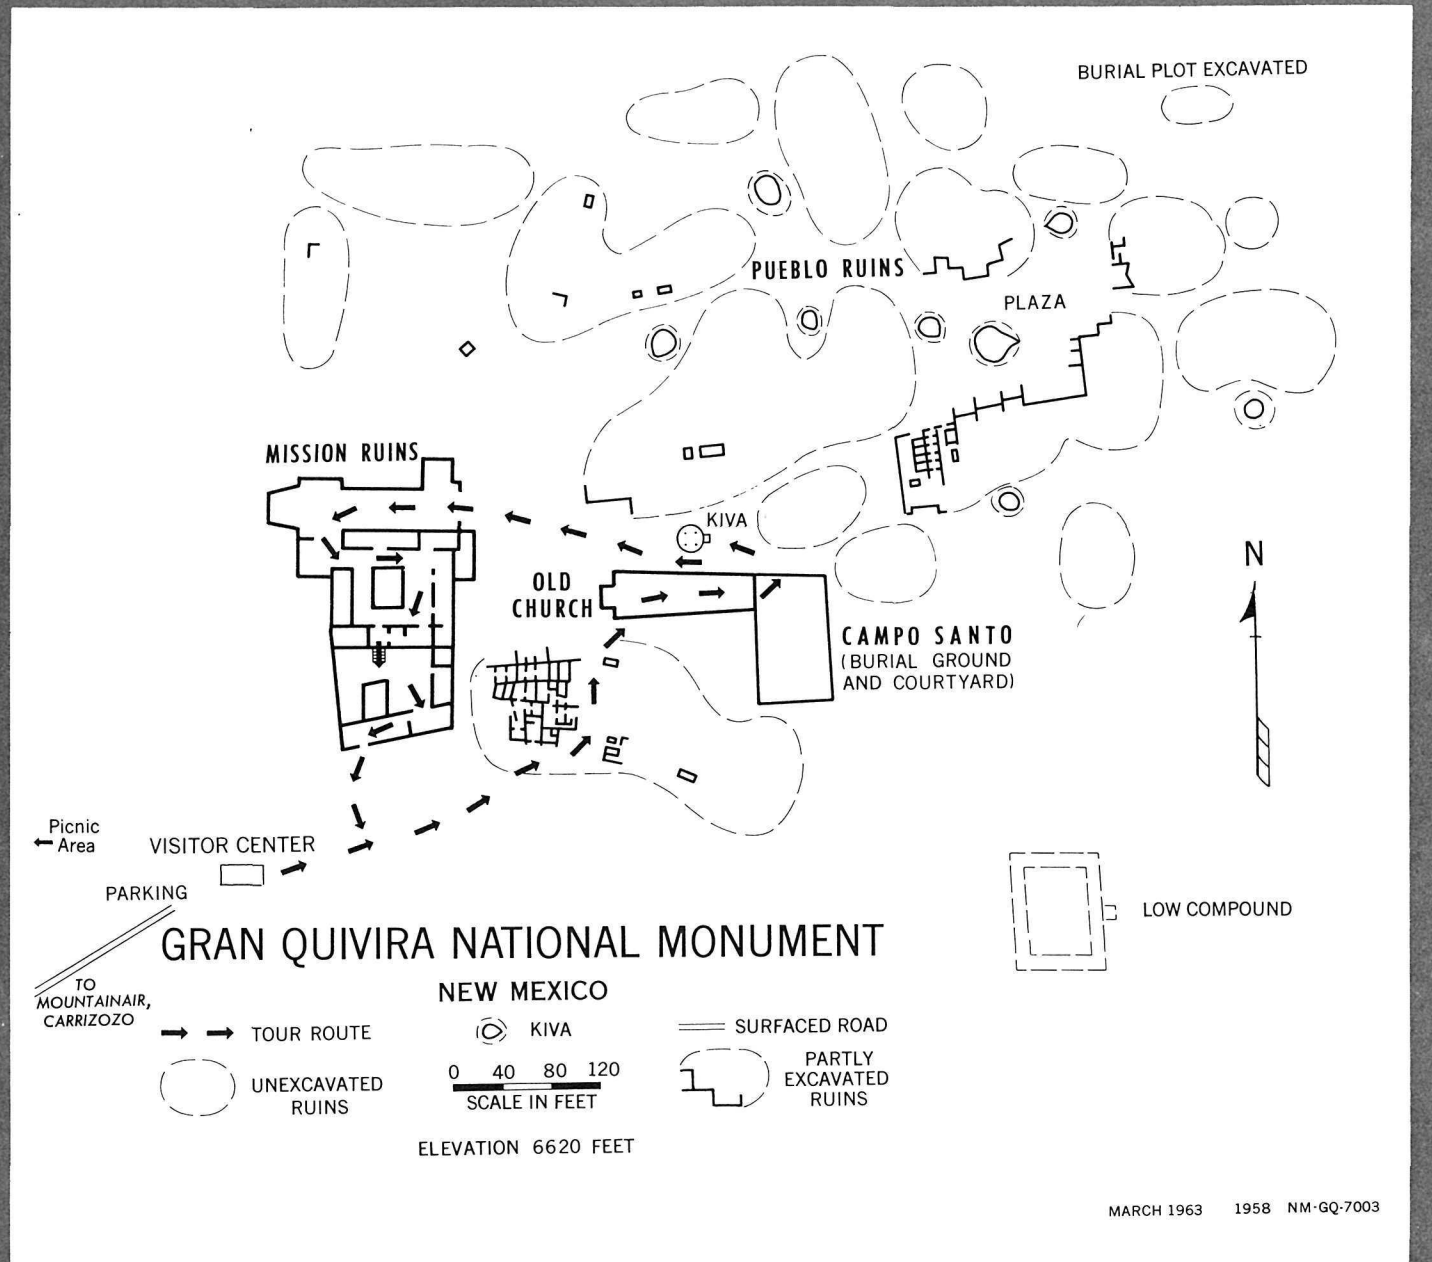 BURIAL PLOT EXCAVATED
PUEBLO RUINS
PLAZA
MISSION RUINS
KIVA
N
OLD
CHURCH
CAMPO SANTO
(BURIAL GROUND
AND COURTYARD)
Picnic
Area
VISITOR CENTER
PARKING
LOW COMPOUND
GRAN QUIVIRA NATIONAL MONUMENT
NEW MEXICO
TO
MOUNTAINAIR,
CARRIZOZO
TOUR ROUTE
KIVA
SURFACED ROAD
UNEXCAVATED
RUINS
0 40 80 120
SCALE IN FEET
PARTLY
EXCAVATED
RUINS
ELEVATION 6620 FEET
MARCH 1963 1958 NM-GQ-7003